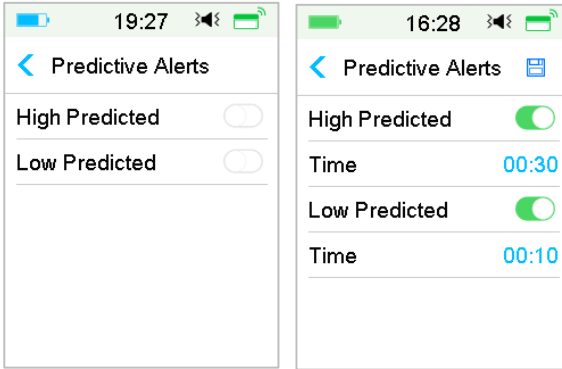 19:27
Predictive Alerts
High Predicted
Low Predicted
16:28
Predictive Alerts
High Predicted
Time 00:30
Low Predicted
Time 00:10